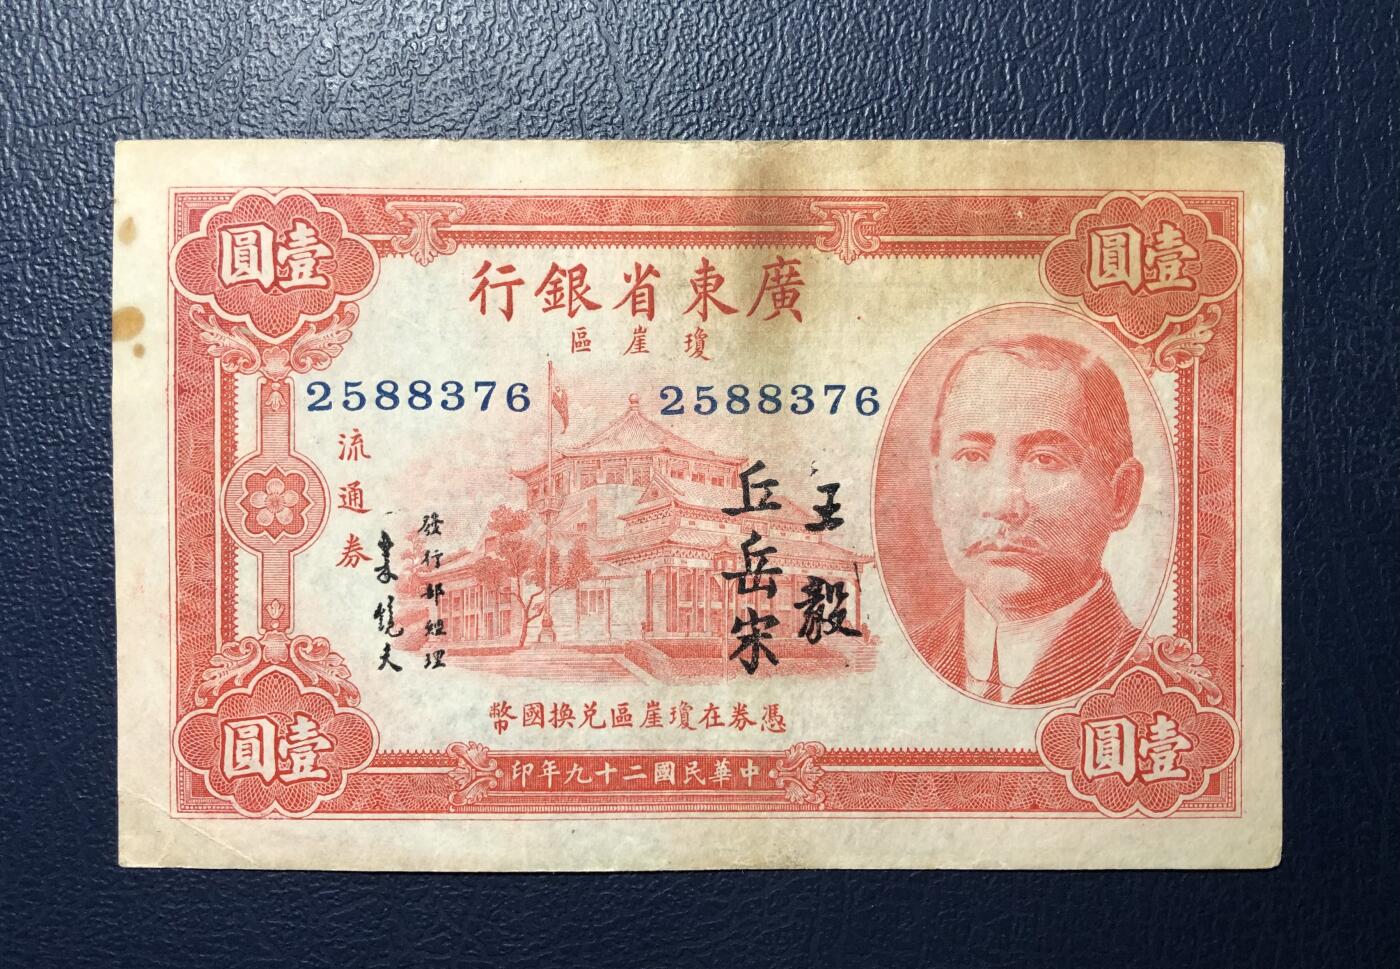 壹圓
壹圓
廣東省銀行
瓊崖區
2588376
2588376
流通券
王毅
丘岳宋
發行部經理
憑券在瓊崖區兌換國幣
壹圓
壹圓
中華民國二十九年印